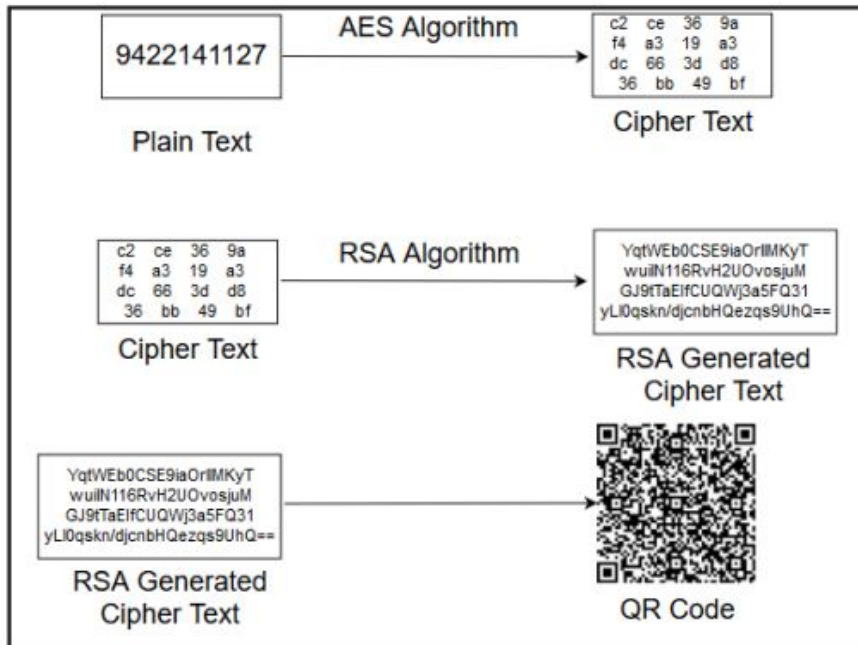 AES Algorithm
9422141127
c2 ce 36 9a
f4 a3 19 a3
dc 66 3d d8
36 bb 49 bf
Plain Text
Cipher Text
c2 ce 36 9a
f4 a3 19 a3
dc 66 3d d8
36 bb 49 bf
RSA Algorithm
YqtWEb0CSE9iaOrllMKyT
wuilN116RvH2UOvosjuM
GJ9tTaElfCUQWj3a5FQ31
yLl0qskn/djcnbHQezqs9UhQ==
Cipher Text
RSA Generated
Cipher Text
YqtWEb0CSE9iaOrllMKyT
wuilN116RvH2UOvosjuM
GJ9tTaElfCUQWj3a5FQ31
yLl0qskn/djcnbHQezqs9UhQ==
RSA Generated
Cipher Text
QR Code